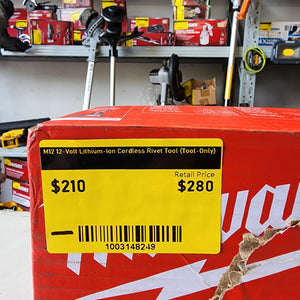 M12 12-Volt Lithium-Ion Cordless Rivet Tool (Tool-Only)
Retail Price
$210 $280
1003148249